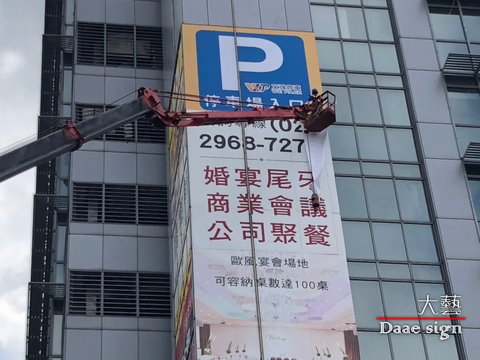 P
停車場入口
(02)
2968-727
婚宴尾牙
商業會議
公司聚餐
歐風宴會場地
可容納桌數達100桌
大藝
Daae sign